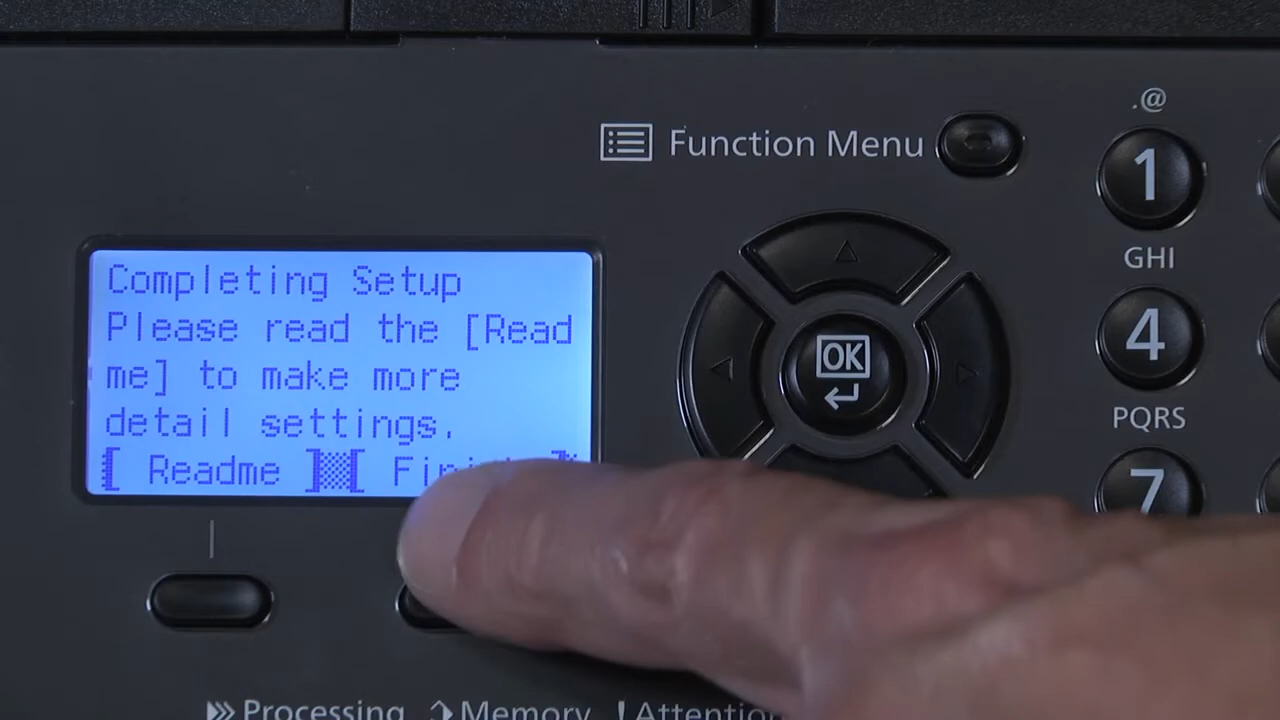 .@
Function Menu
1
GHI
Completing Setup
Please read the [Read
me] to make more
detail settings.
[ Readme ]
OK
4
PQRS
7
Processing
Memory
!